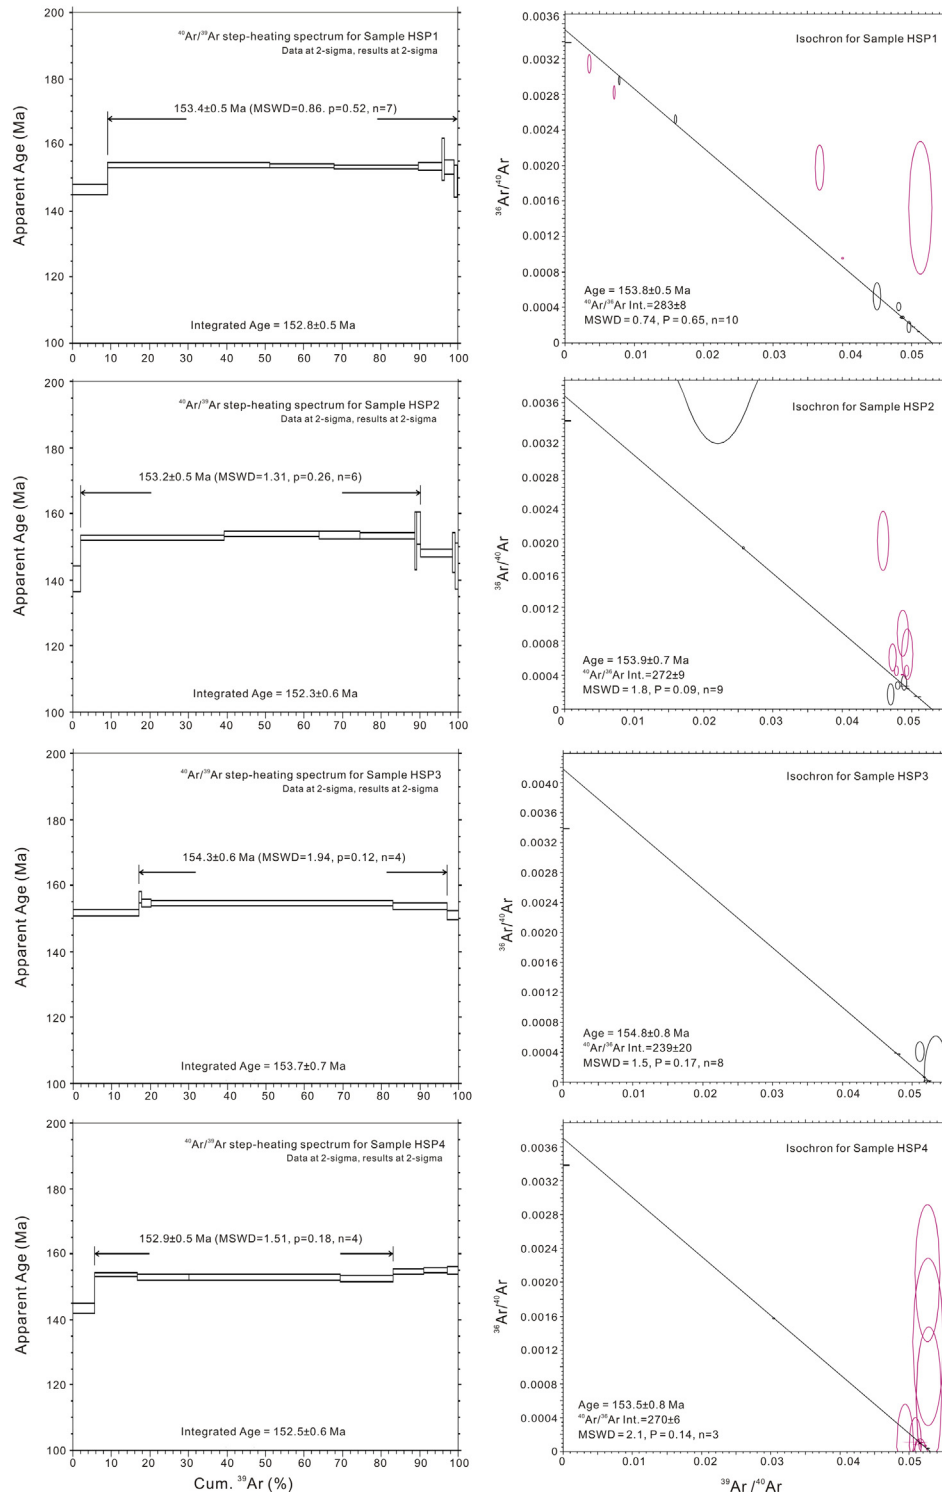 ⁴⁰Ar/³⁹Ar step-heating spectrum for Sample HSP1
Data at 2-sigma, results at 2-sigma
153.4±0.5 Ma (MSWD=0.86. p=0.52, n=7)
Integrated Age = 152.8±0.5 Ma
Apparent Age (Ma)
200
180
160
150
140
120
100
0 10 20 30 40 50 60 70 80 90 100
Isochron for Sample HSP1
³⁶Ar/⁴⁰Ar
0.0036
0.0032
0.0028
0.0024
0.0020
0.0016
0.0012
0.0008
0.0004
0
Age = 153.8±0.5 Ma
⁴⁰Ar/³⁶Ar Int.=283±8
MSWD = 0.74, P = 0.65, n=10
0 0.01 0.02 0.03 0.04 0.05
⁴⁰Ar/³⁹Ar step-heating spectrum for Sample HSP2
Data at 2-sigma, results at 2-sigma
153.2±0.5 Ma (MSWD=1.31, p=0.26, n=6)
Integrated Age = 152.3±0.6 Ma
Apparent Age (Ma)
200
180
160
150
140
120
100
0 10 20 30 40 50 60 70 80 90 100
Isochron for Sample HSP2
³⁶Ar/⁴⁰Ar
0.0036
0.0032
0.0024
0.0020
0.0016
0.0012
0.0008
0.0004
0
Age = 153.9±0.7 Ma
⁴⁰Ar/³⁶Ar Int.=272±9
MSWD = 1.8, P = 0.09, n=9
0 0.01 0.02 0.03 0.04 0.05
⁴⁰Ar/³⁹Ar step-heating spectrum for Sample HSP3
Data at 2-sigma, results at 2-sigma
154.3±0.6 Ma (MSWD=1.94, p=0.12, n=4)
Integrated Age = 153.7±0.7 Ma
Apparent Age (Ma)
200
180
160
150
140
120
100
0 10 20 30 40 50 60 70 80 90 100
Isochron for Sample HSP3
³⁶Ar/⁴⁰Ar
0.0040
0.0036
0.0032
0.0028
0.0024
0.0020
0.0016
0.0012
0.0008
0.0004
0
Age = 154.8±0.8 Ma
⁴⁰Ar/³⁶Ar Int.=239±20
MSWD = 1.5, P = 0.17, n=8
0 0.01 0.02 0.03 0.04 0.05
⁴⁰Ar/³⁹Ar step-heating spectrum for Sample HSP4
Data at 2-sigma, results at 2-sigma
152.9±0.5 Ma (MSWD=1.51, p=0.18, n=4)
Integrated Age = 152.5±0.6 Ma
Apparent Age (Ma)
200
180
160
150
140
120
100
0 10 20 30 40 50 60 70 80 90 100
Cum. ³⁹Ar (%)
Isochron for Sample HSP4
³⁶Ar/⁴⁰Ar
0.0036
0.0032
0.0028
0.0024
0.0020
0.0016
0.0012
0.0008
0.0004
0
Age = 153.5±0.8 Ma
⁴⁰Ar/³⁶Ar Int.=270±6
MSWD = 2.1, P = 0.14, n=3
0 0.01 0.02 0.03 0.04 0.05
³⁹Ar /⁴⁰Ar